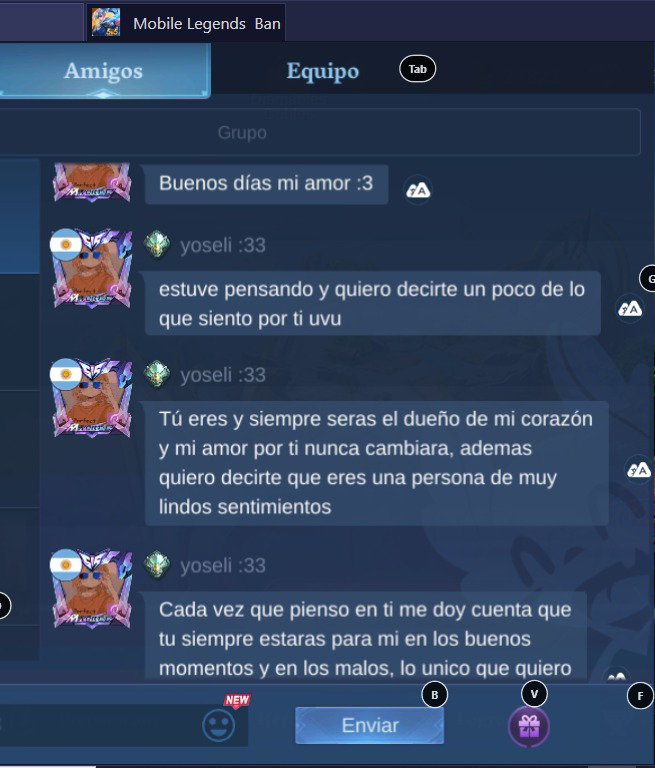 Mobile Legends Ban
Amigos
Equipo
Tab
Grupo
Buenos días mi amor :3
yoseli :33
estuve pensando y quiero decirte un poco de lo
que siento por ti uvu
G
yoseli :33
Tú eres y siempre seras el dueño de mi corazón
y mi amor por ti nunca cambiara, ademas
quiero decirte que eres una persona de muy
lindos sentimientos
yoseli :33
Cada vez que pienso en ti me doy cuenta que
tu siempre estaras para mi en los buenos
momentos y en los malos, lo unico que quiero
NEW
B
V
F
Enviar